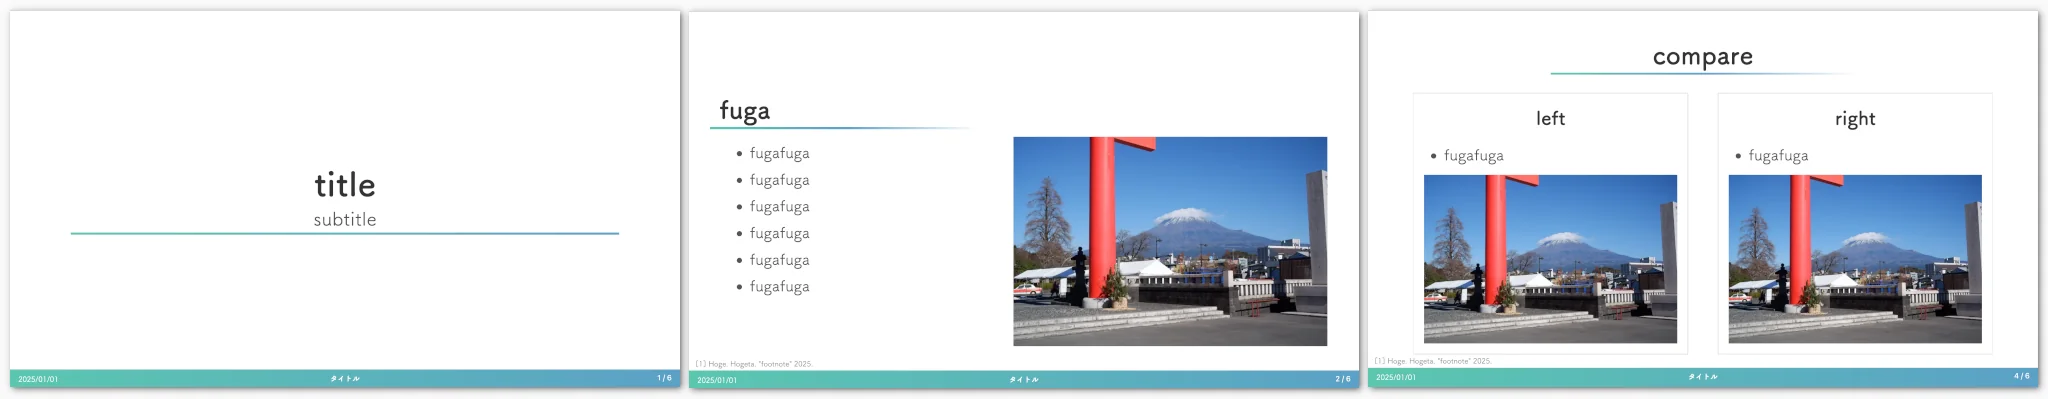 title
subtitle
2025/01/01 タイトル 1 / 6
fuga
fugafuga
fugafuga
fugafuga
fugafuga
fugafuga
fugafuga
[1] Hoge. Hogeta. "footnote" 2025.
2025/01/01 タイトル 2 / 6
compare
left
fugafuga
right
fugafuga
[1] Hoge. Hogeta. "footnote" 2025.
2025/01/01 タイトル 4 / 6